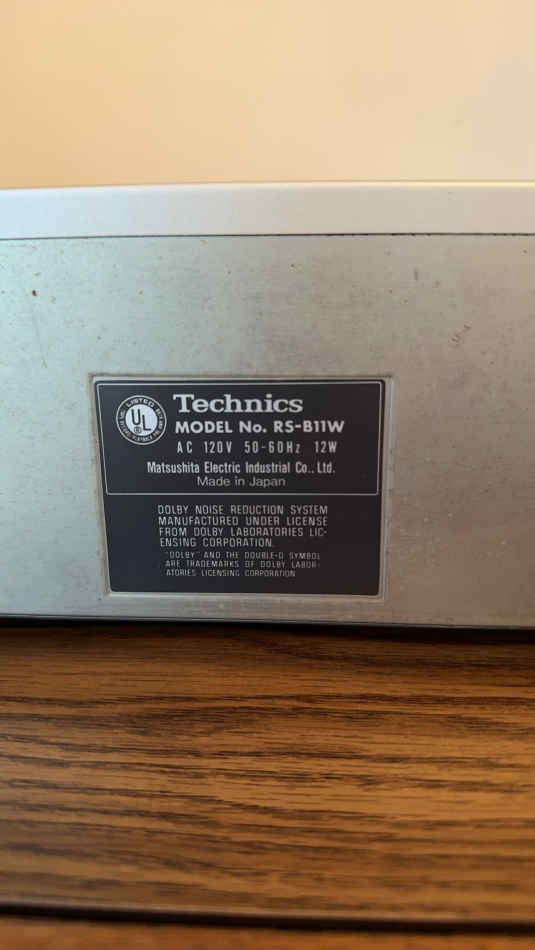 LISTED
UL
Technics
MODEL No. RS-B11W
AC 120V 50-60Hz 12W
Matsushita Electric Industrial Co., Ltd.
Made in Japan
DOLBY NOISE REDUCTION SYSTEM
MANUFACTURED UNDER LICENSE
FROM DOLBY LABORATORIES LIC-
ENSING CORPORATION.
"DOLBY" AND THE DOUBLE-D SYMBOL
ARE TRADEMARKS OF DOLBY LABOR-
ATORIES LICENSING CORPORATION